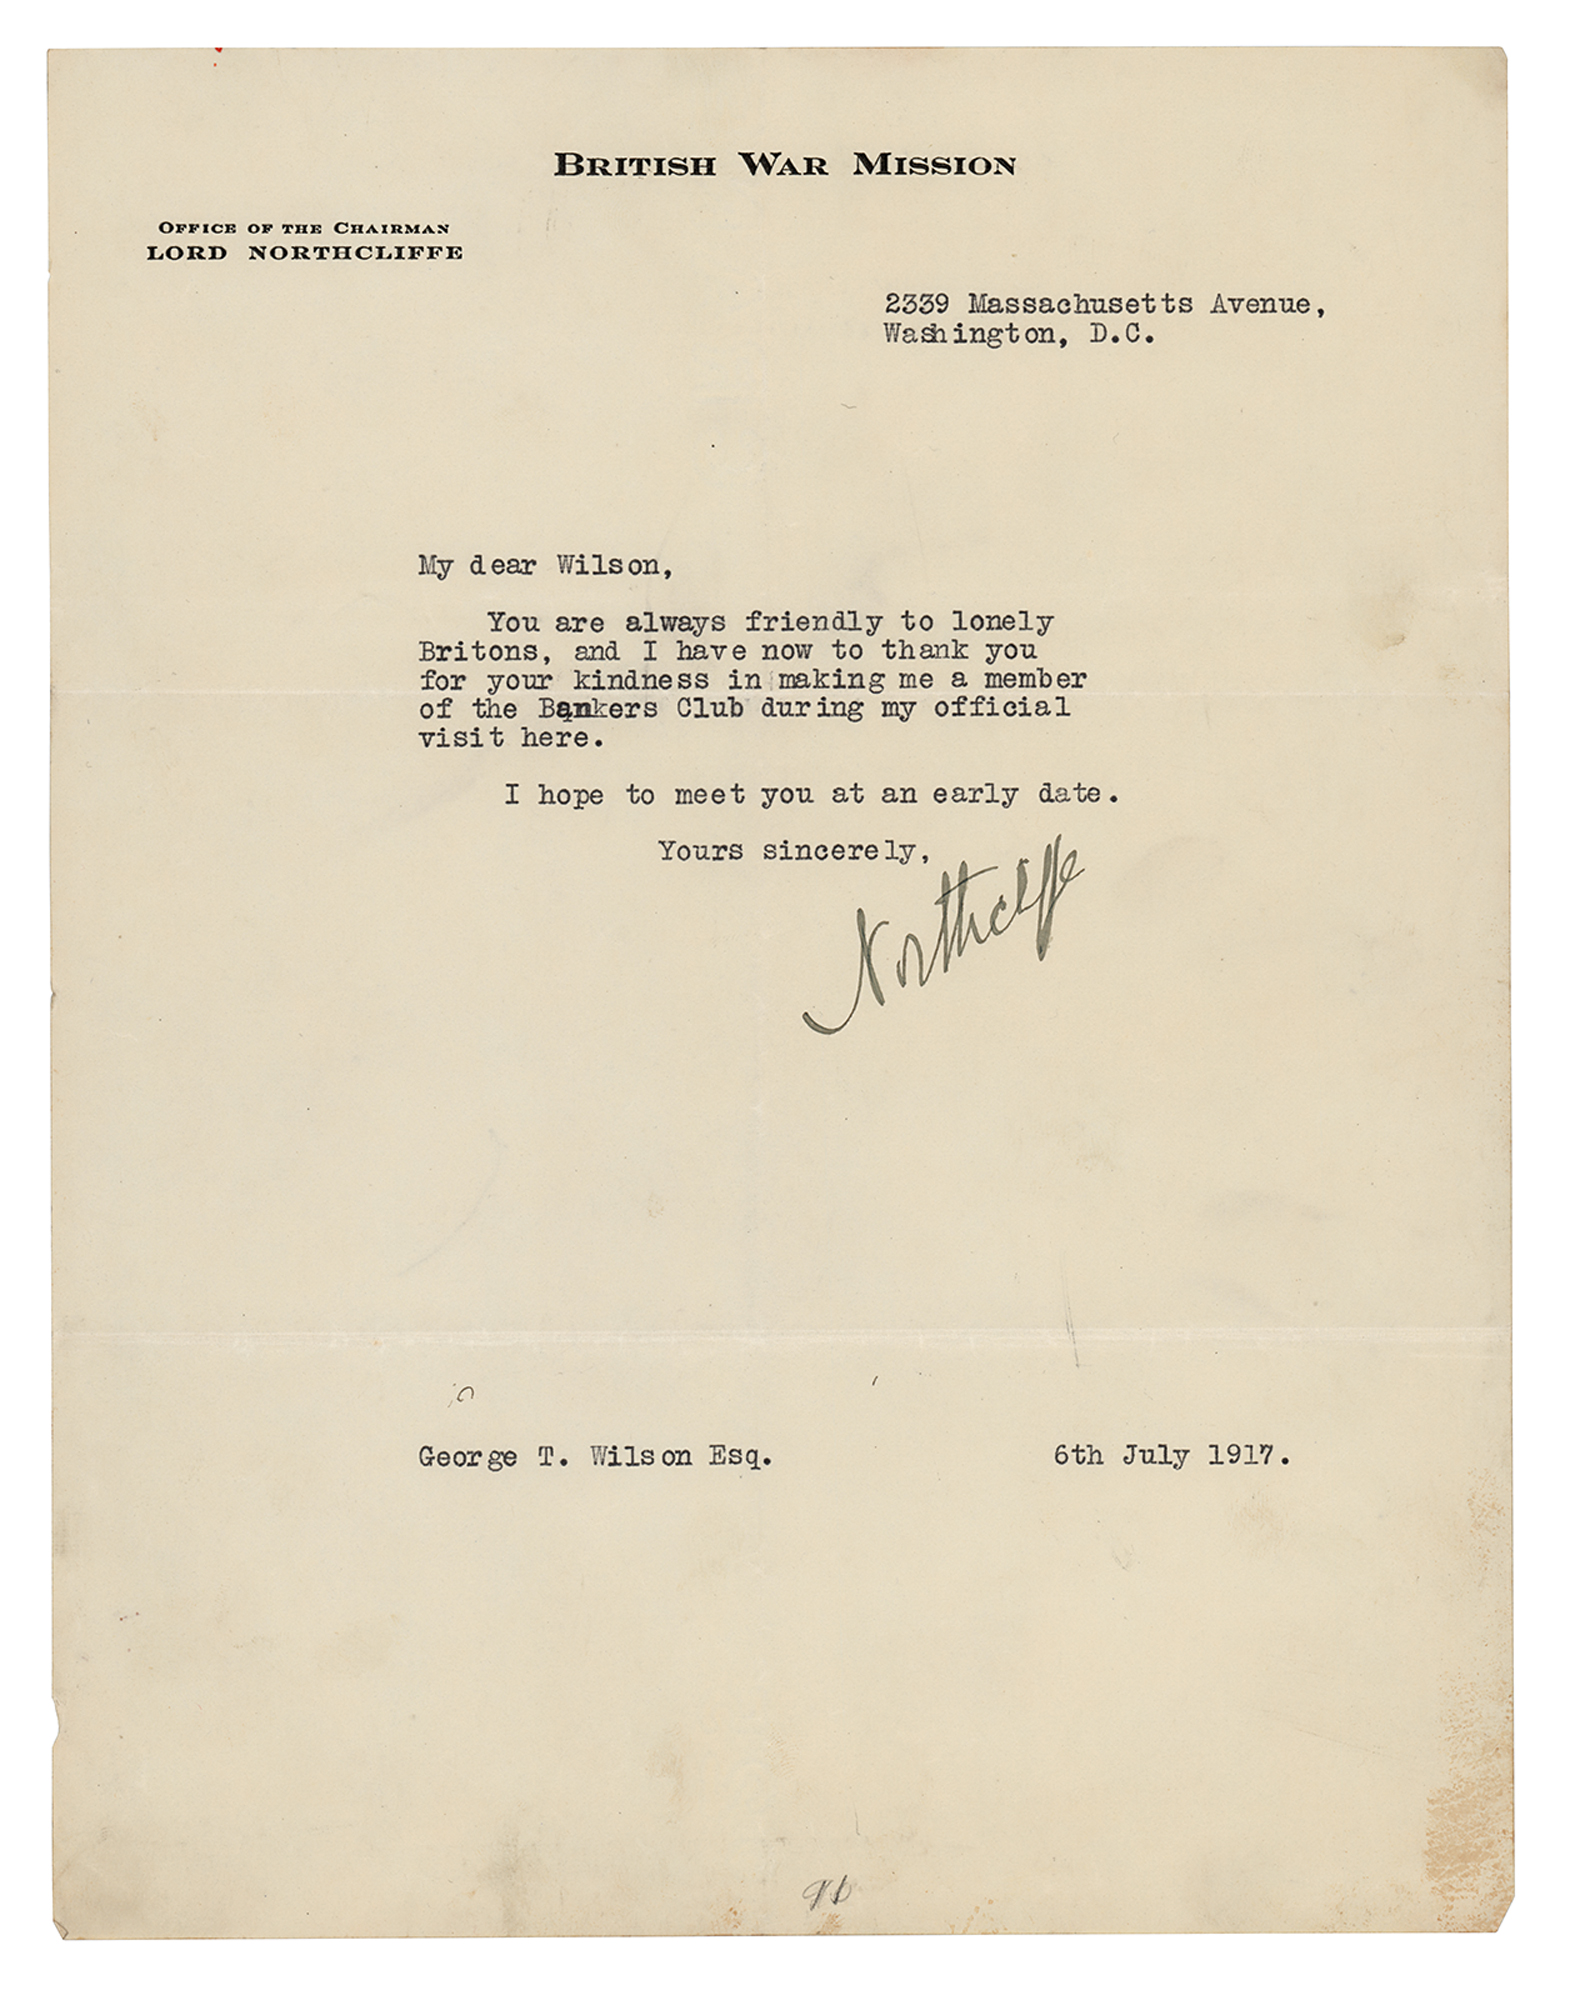 British War Mission
Office of the Chairman
LORD NORTHCLIFFE
2339 Massachusetts Avenue,
Washington, D.C.
My dear Wilson,
You are always friendly to lonely
Britons, and I have now to thank you
for your kindness in making me a member
of the Bankers Club during my official
visit here.
I hope to meet you at an early date.
Yours sincerely,
Northcliffe
George T. Wilson Esq.
6th July 1917.